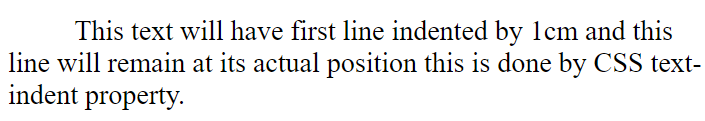 This text will have first line indented by 1cm and this
line will remain at its actual position this is done by CSS text-
indent property.